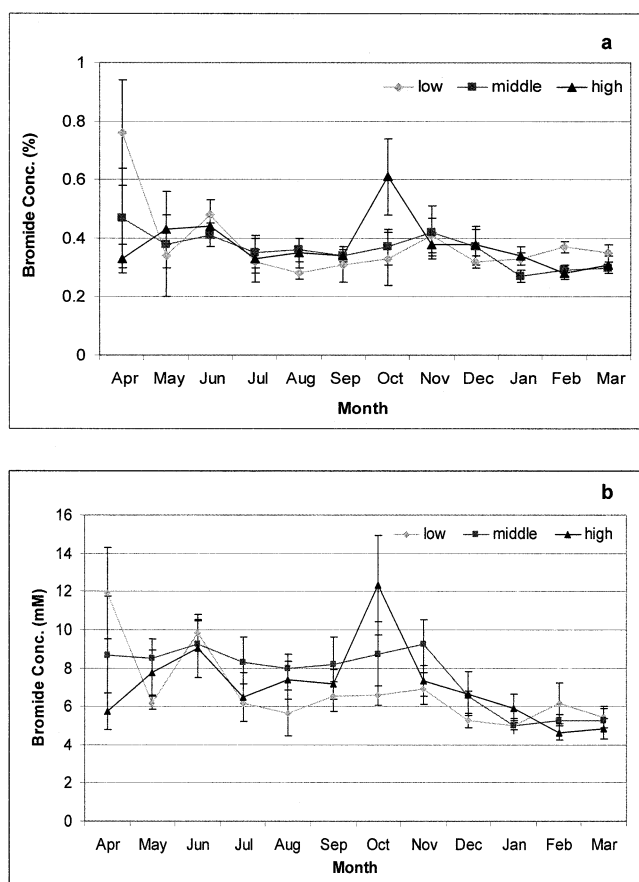 a
low middle high
Bromide Conc. (%)
1
0.8
0.6
0.4
0.2
0
Apr May Jun Jul Aug Sep Oct Nov Dec Jan Feb Mar
Month
b
low middle high
Bromide Conc. (mM)
16
14
12
10
8
6
4
2
0
Apr May Jun Jul Aug Sep Oct Nov Dec Jan Feb Mar
Month